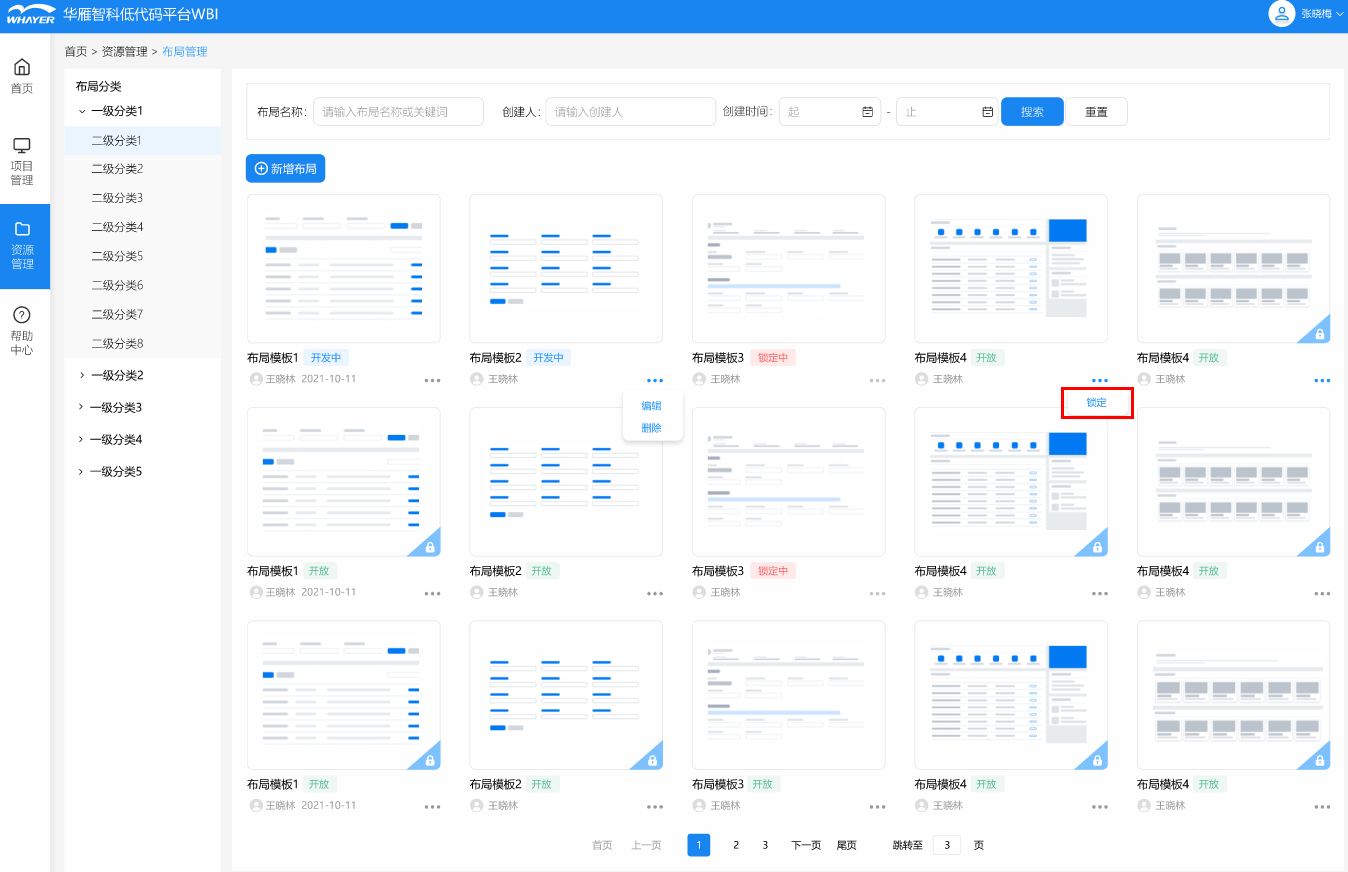 WHAYER 华雁智科低代码平台WBI
张晓梅
首页 > 资源管理 > 布局管理
首页
项目
管理
资源
管理
帮助
中心
布局分类
一级分类1
二级分类1
二级分类2
二级分类3
二级分类4
二级分类5
二级分类6
二级分类7
二级分类8
一级分类2
一级分类3
一级分类4
一级分类5
布局名称: 请输入布局名称或关键词 创建人: 请输入创建人 创建时间: 起 - 止 搜索 重置
新增布局
布局模板1 开发中 布局模板2 开发中 布局模板3 锁定中 布局模板4 开放 布局模板4 开放
王晓林 2021-10-11 王晓林 王晓林 王晓林 王晓林
编辑
删除
锁定
布局模板1 开放 布局模板2 开放 布局模板3 锁定中 布局模板4 开放 布局模板4 开放
王晓林 2021-10-11 王晓林 王晓林 王晓林 王晓林
布局模板1 开放 布局模板2 开放 布局模板3 开放 布局模板4 开放 布局模板4 开放
王晓林 2021-10-11 王晓林 王晓林 王晓林 王晓林
首页 上一页 1 2 3 下一页 尾页 跳转至 3 页